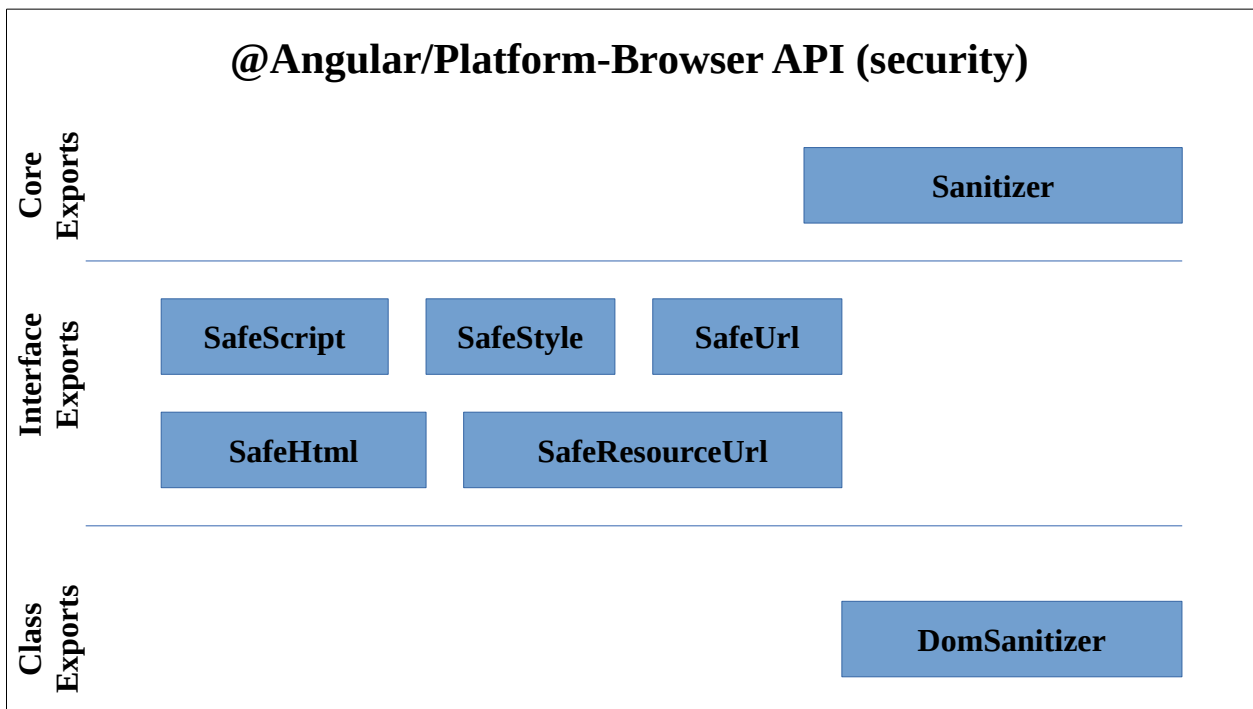 @Angular/Platform-Browser API (security)
Core
Exports
Sanitizer
Interface
Exports
SafeScript
SafeStyle
SafeUrl
SafeHtml
SafeResourceUrl
Class
Exports
DomSanitizer